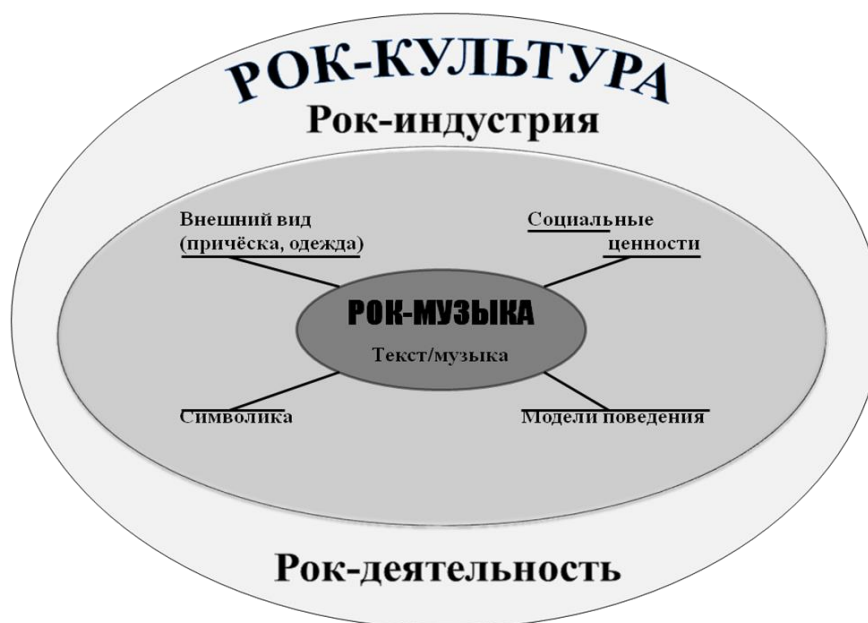 РОК-КУЛЬТУРА
Рок-индустрия
Внешний вид
(причёска, одежда)
Социальные
ценности
РОК-МУЗЫКА
Текст/музыка
Символика
Модели поведения
Рок-деятельность